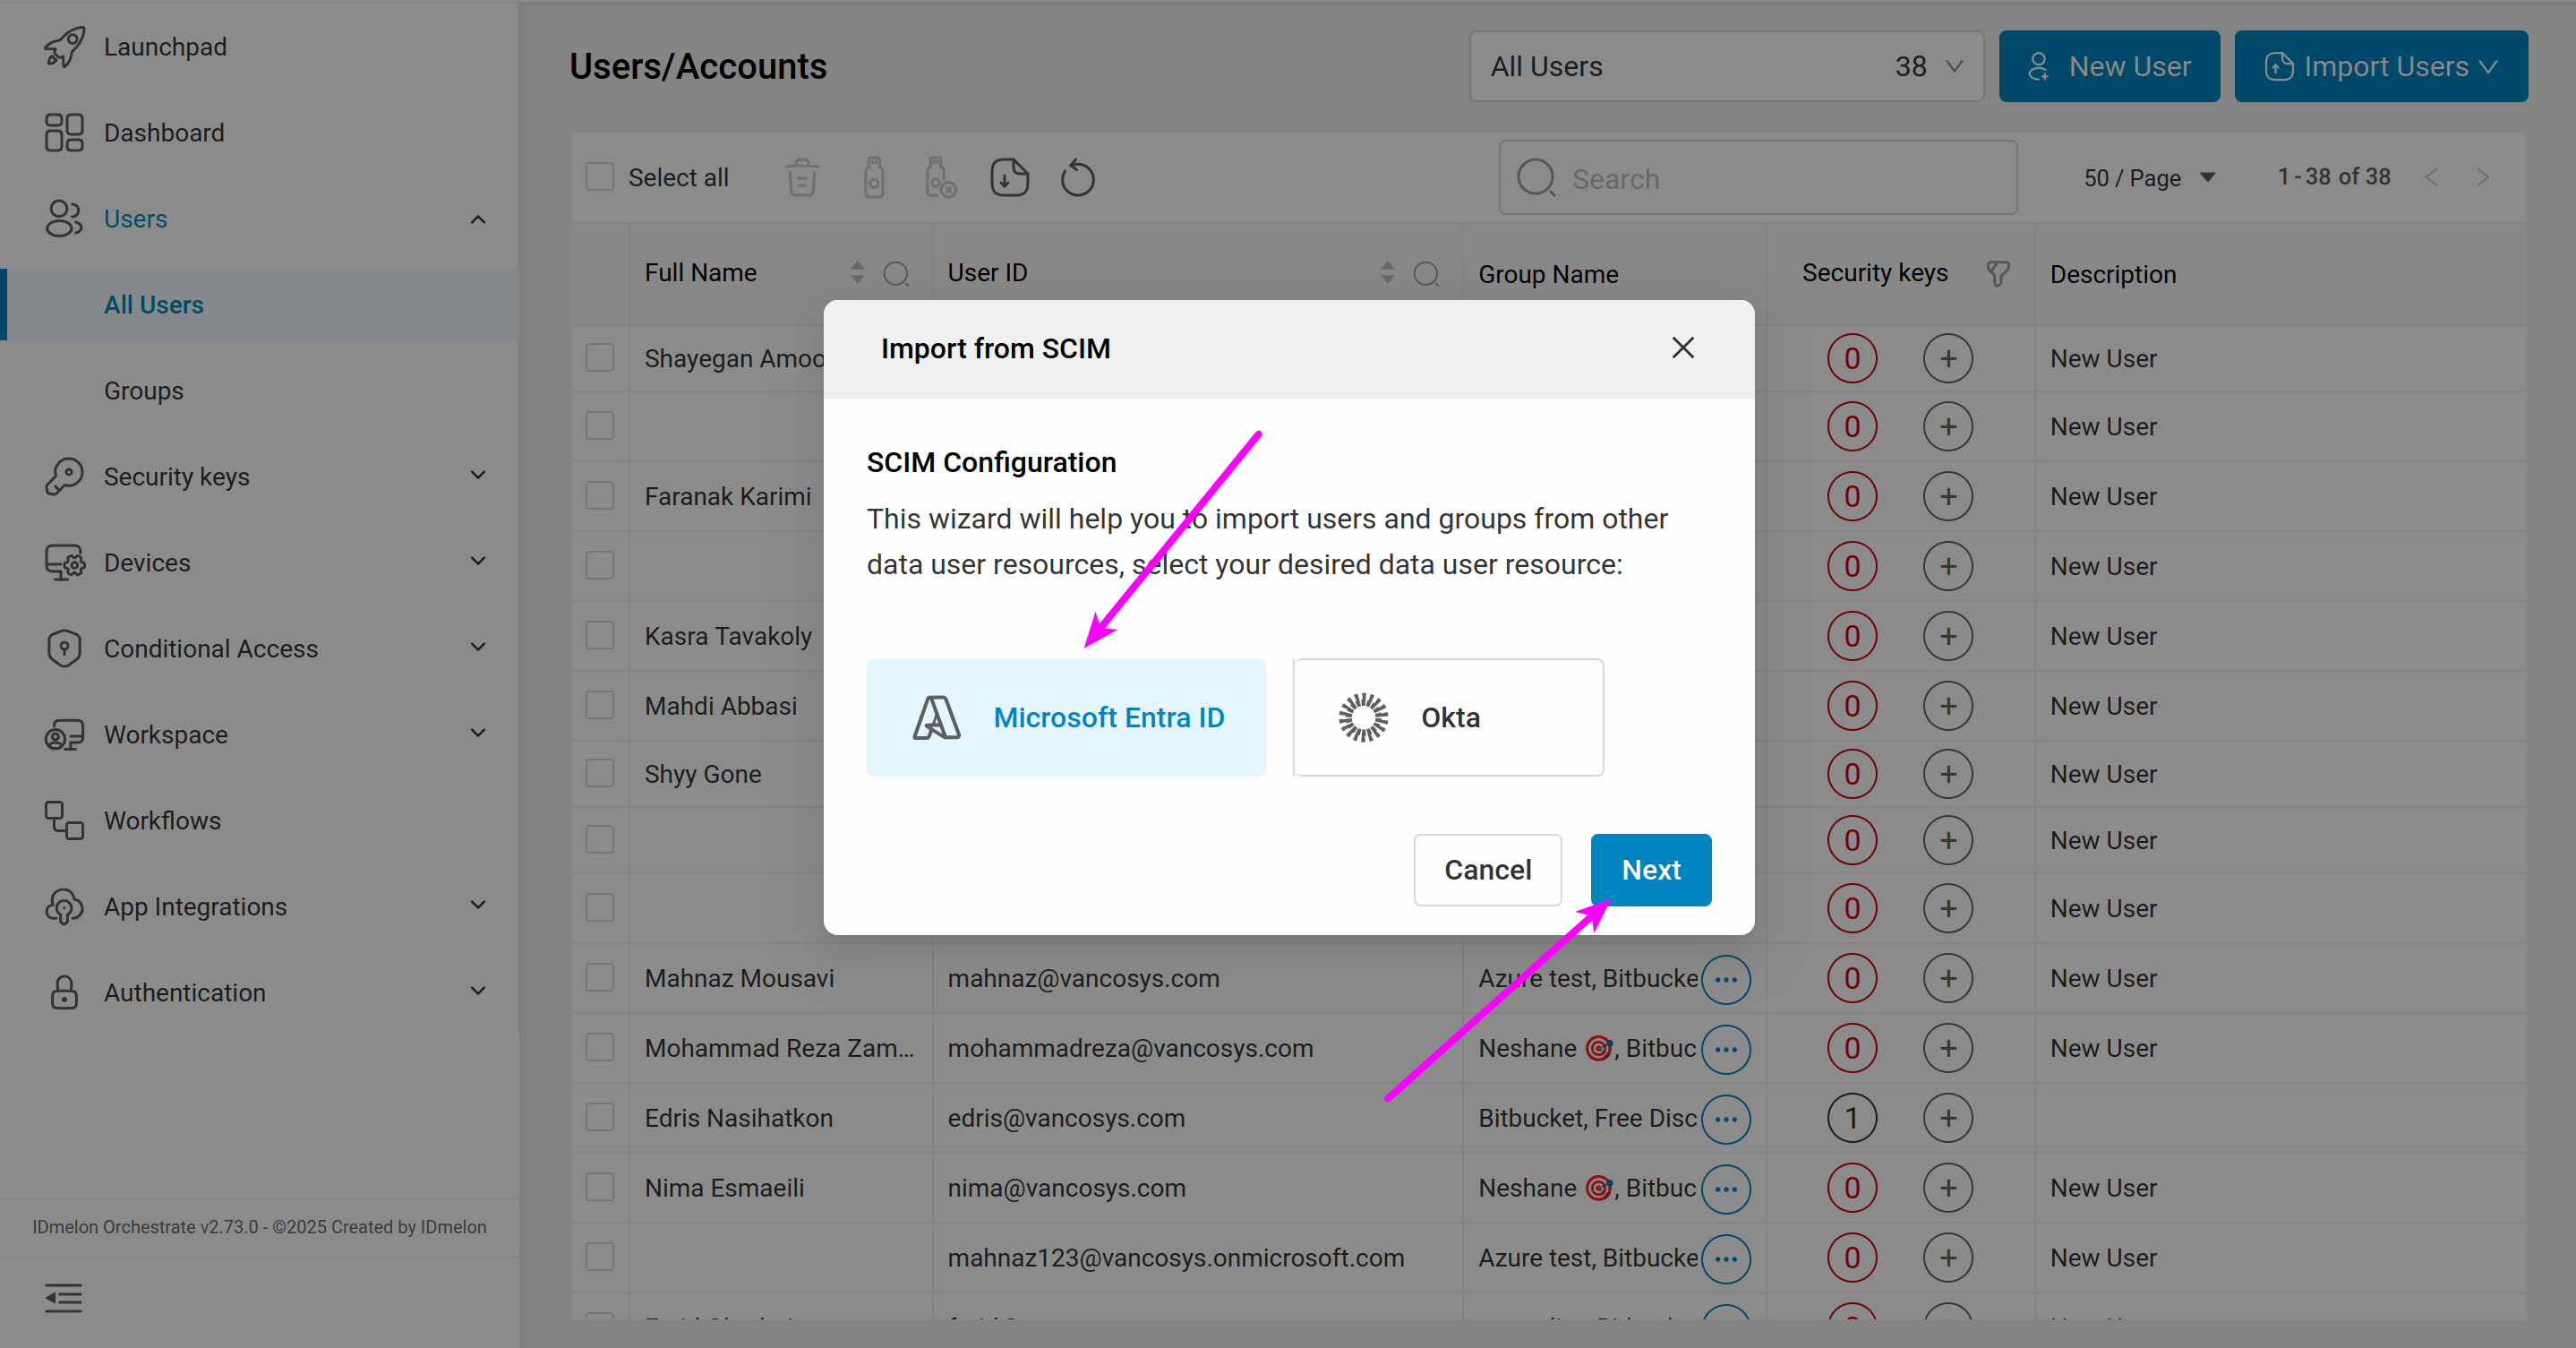 Launchpad
Dashboard
Users
All Users
Groups
Security keys
Devices
Conditional Access
Workspace
Workflows
App Integrations
Authentication
IDmelon Orchestrate v2.73.0 - ©2025 Created by IDmelon
Users/Accounts
All Users 38
New User
Import Users
Select all
Search
50 / Page
1 - 38 of 38
Full Name User ID Group Name Security keys Description
Import from SCIM
SCIM Configuration
This wizard will help you to import users and groups from other
data user resources, select your desired data user resource:
Microsoft Entra ID
Okta
Cancel
Next
Shayegan Amoo 0 New User
0 New User
Faranak Karimi 0 New User
0 New User
Kasra Tavakoly 0 New User
Mahdi Abbasi 0 New User
Shyy Gone 0 New User
0 New User
0 New User
Mahnaz Mousavi mahnaz@vancosys.com Azure test, Bitbucke 0 New User
Mohammad Reza Zam... mohammadreza@vancosys.com Neshane 🎯, Bitbuc 0 New User
Edris Nasihatkon edris@vancosys.com Bitbucket, Free Disc 1
Nima Esmaeili nima@vancosys.com Neshane 🎯, Bitbuc 0 New User
mahnaz123@vancosys.onmicrosoft.com Azure test, Bitbucke 0 New User